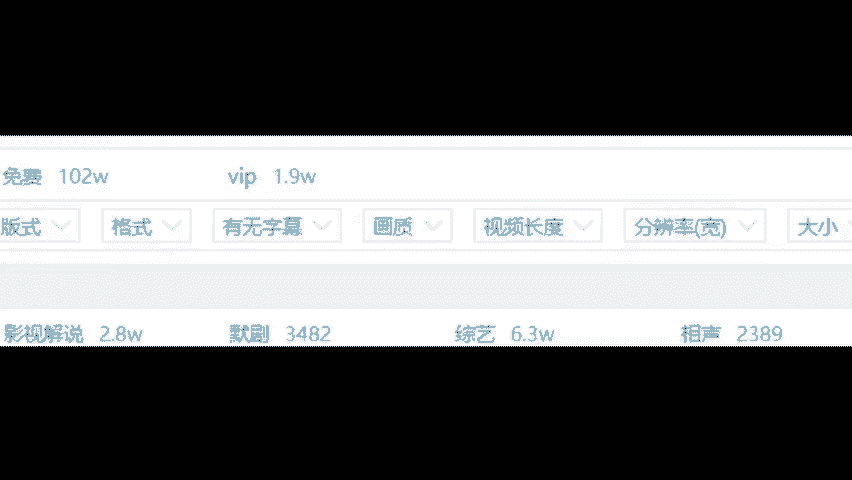 免费 102w vip 1.9w
版式 格式 有无字幕 画质 视频长度 分辨率(宽) 大小
影视解说 2.8w 默剧 3482 综艺 6.3w 相声 2389